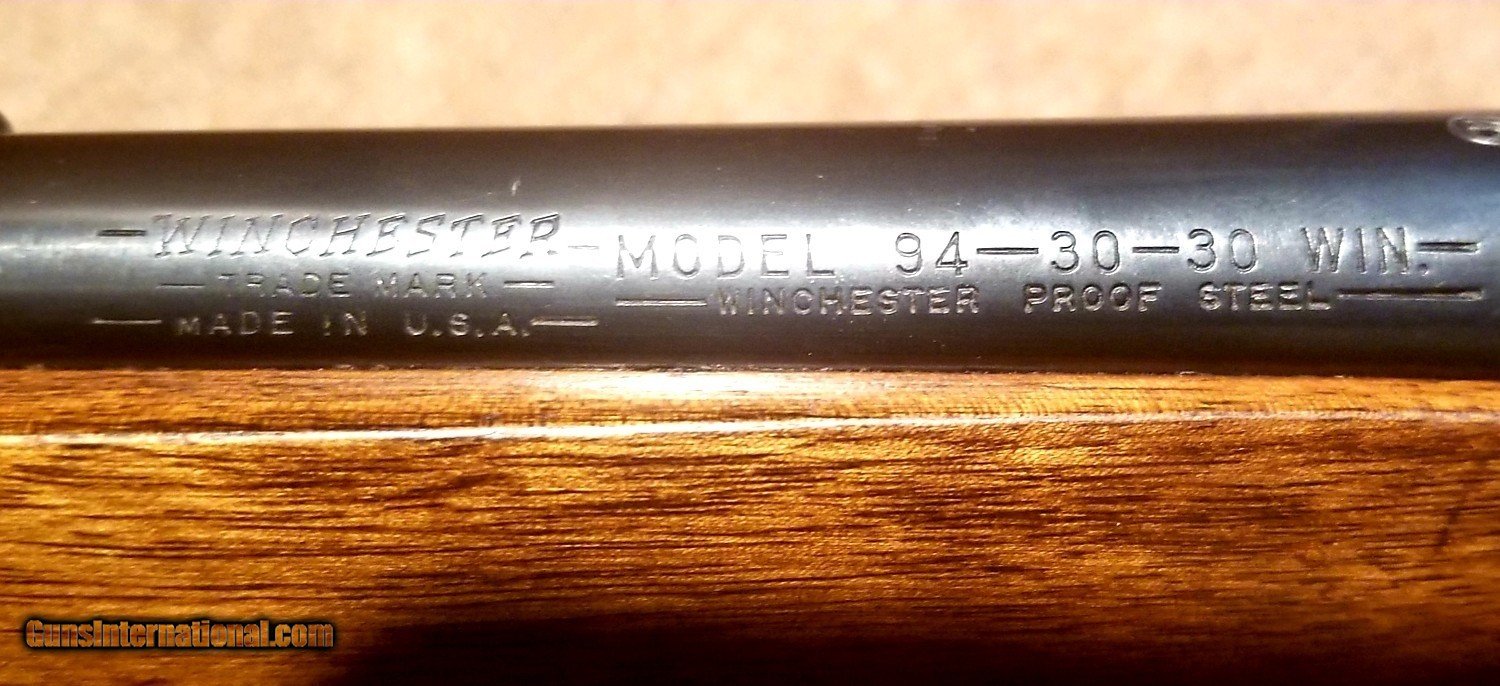 —WINCHESTER—
—TRADE MARK—
—MADE IN U.S.A.—
MODEL 94—30—30 WIN.—
—WINCHESTER PROOF STEEL—
GunsInternational.com